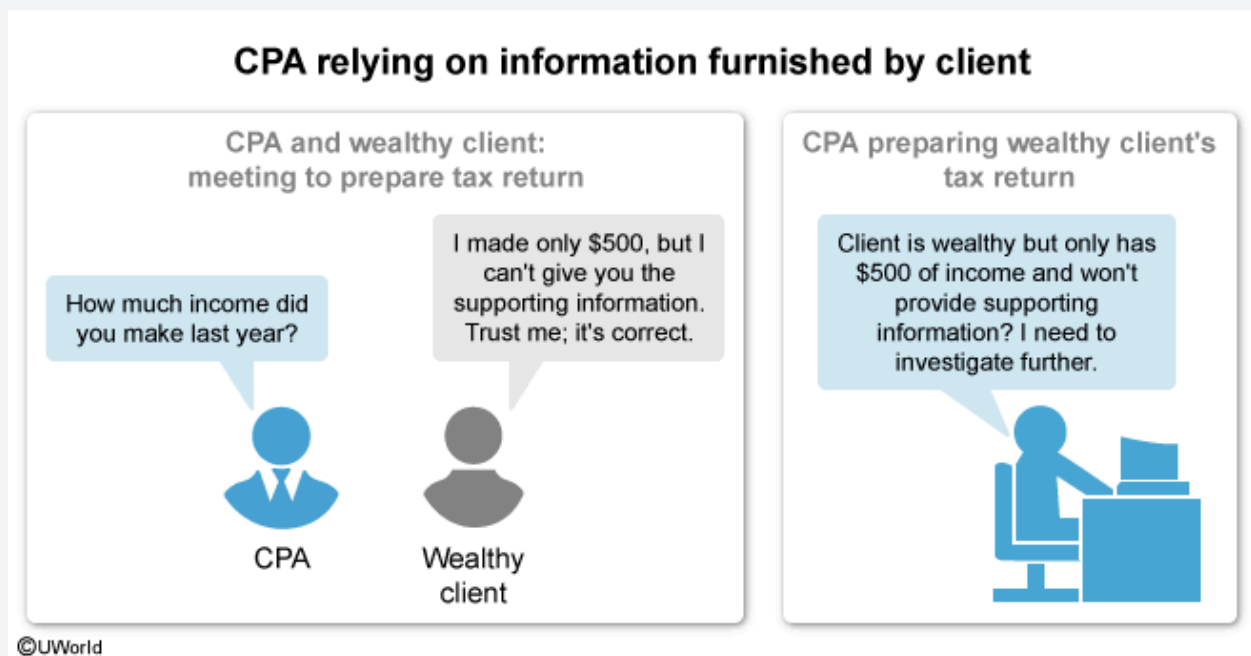 CPA relying on information furnished by client
CPA and wealthy client:
meeting to prepare tax return
How much income did
you make last year?
I made only $500, but I
can't give you the
supporting information.
Trust me; it's correct.
CPA
Wealthy
client
CPA preparing wealthy client's
tax return
Client is wealthy but only has
$500 of income and won't
provide supporting
information? I need to
investigate further.
©UWorld